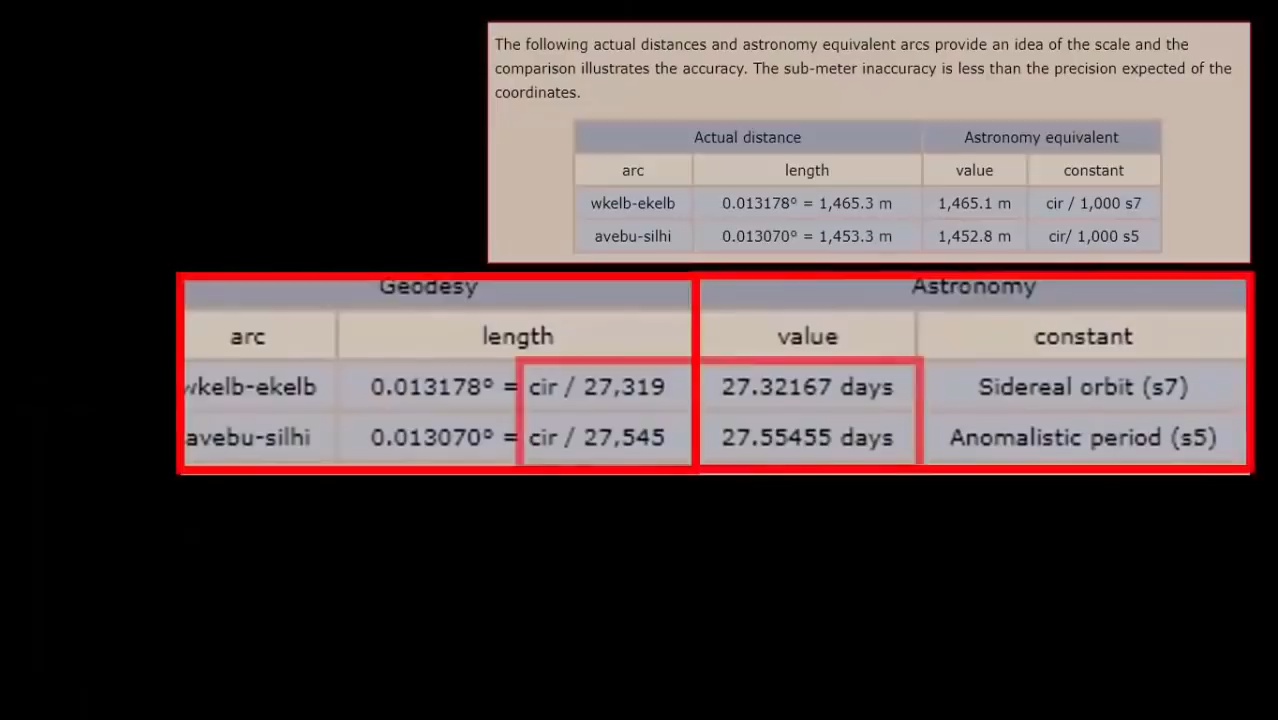 The following actual distances and astronomy equivalent arcs provide an idea of the scale and the
comparison illustrates the accuracy. The sub-meter inaccuracy is less than the precision expected of the
coordinates.
Actual distance Astronomy equivalent
arc length value constant
wkelb-ekelb 0.013178º = 1,465.3 m 1,465.1 m cir / 1,000 s7
avebu-silhi 0.013070º = 1,453.3 m 1,452.8 m cir/ 1,000 s5
Geodesy Astronomy
arc length value constant
wkelb-ekelb 0.013178º = cir / 27,319 27.32167 days Sidereal orbit (s7)
avebu-silhi 0.013070º = cir / 27,545 27.55455 days Anomalistic period (s5)